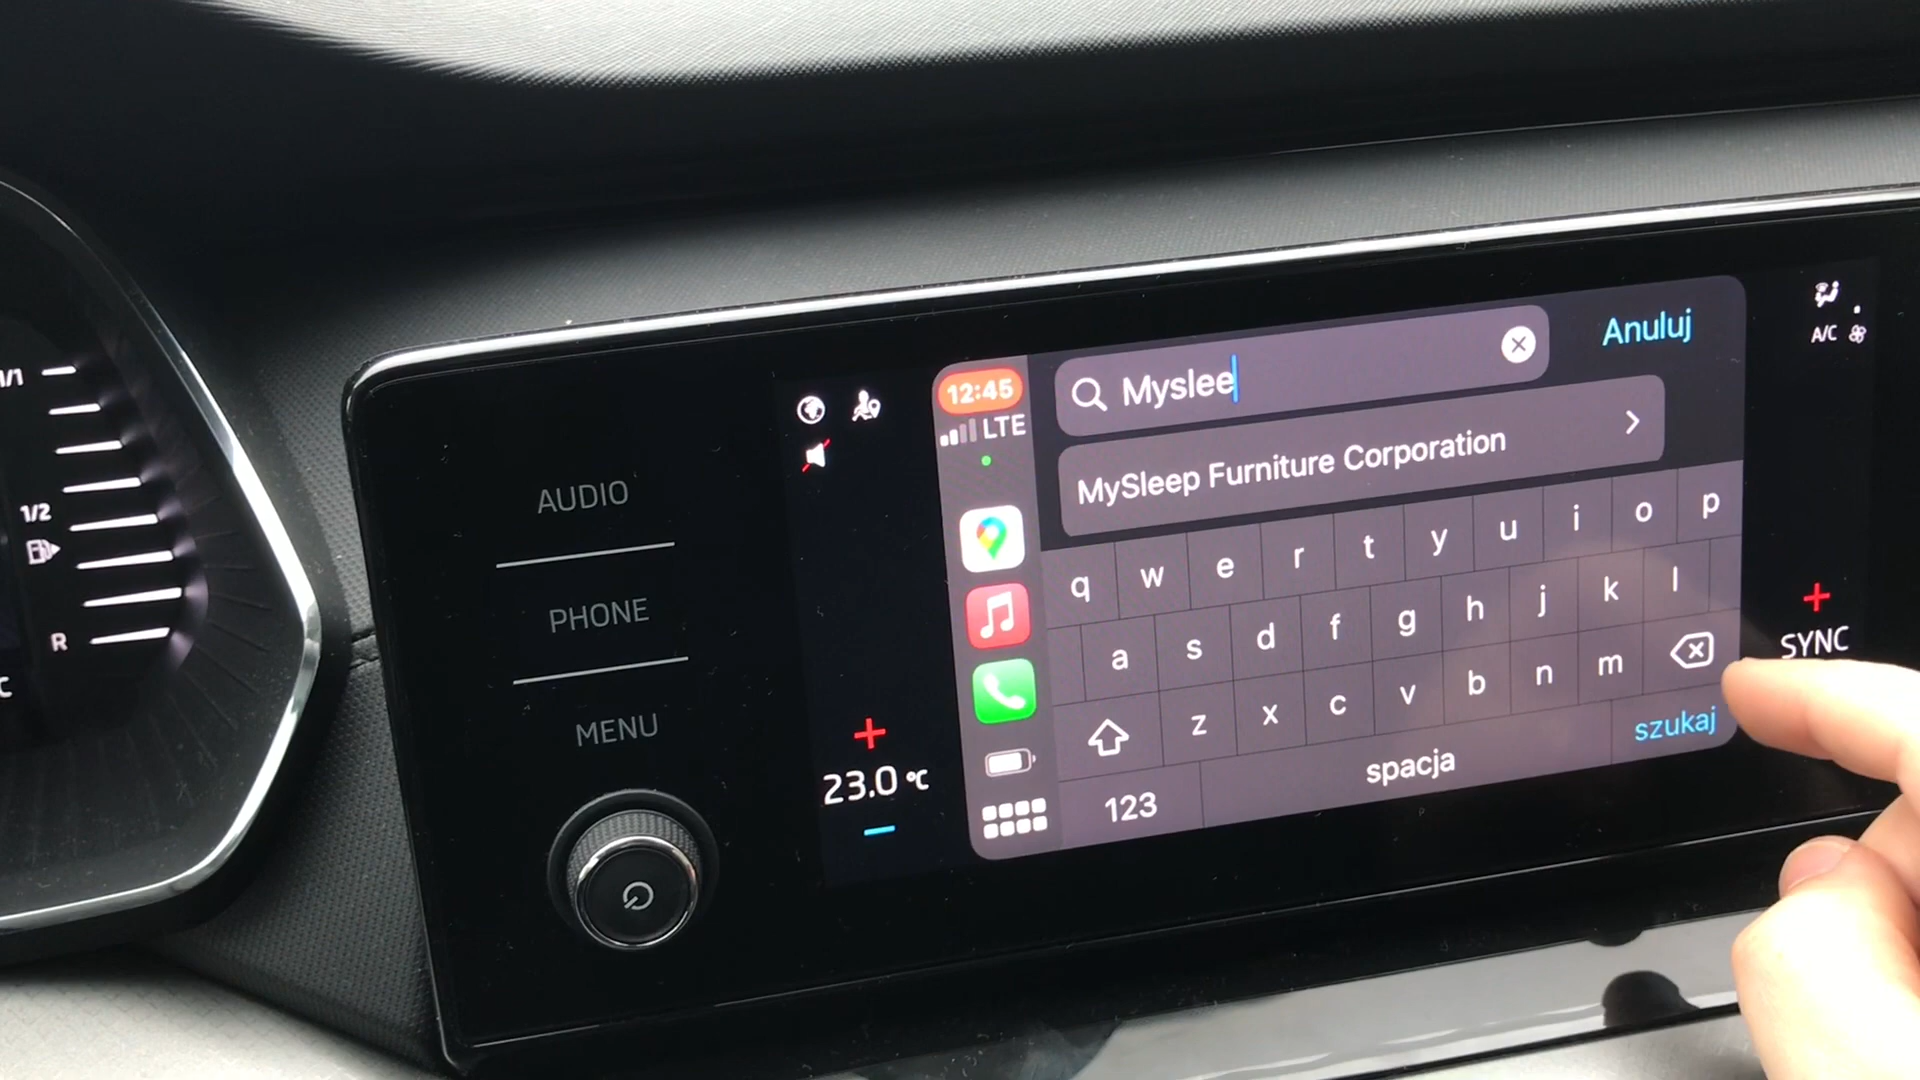 1/1
1/2
R
C
AUDIO
PHONE
MENU
23.0 °C
12:45
LTE
Myslee
Anuluj
MySleep Furniture Corporation
q w e r t y u i o p
a s d f g h j k l
z x c v b n m
123
spacja
szukaj
A/C
SYNC